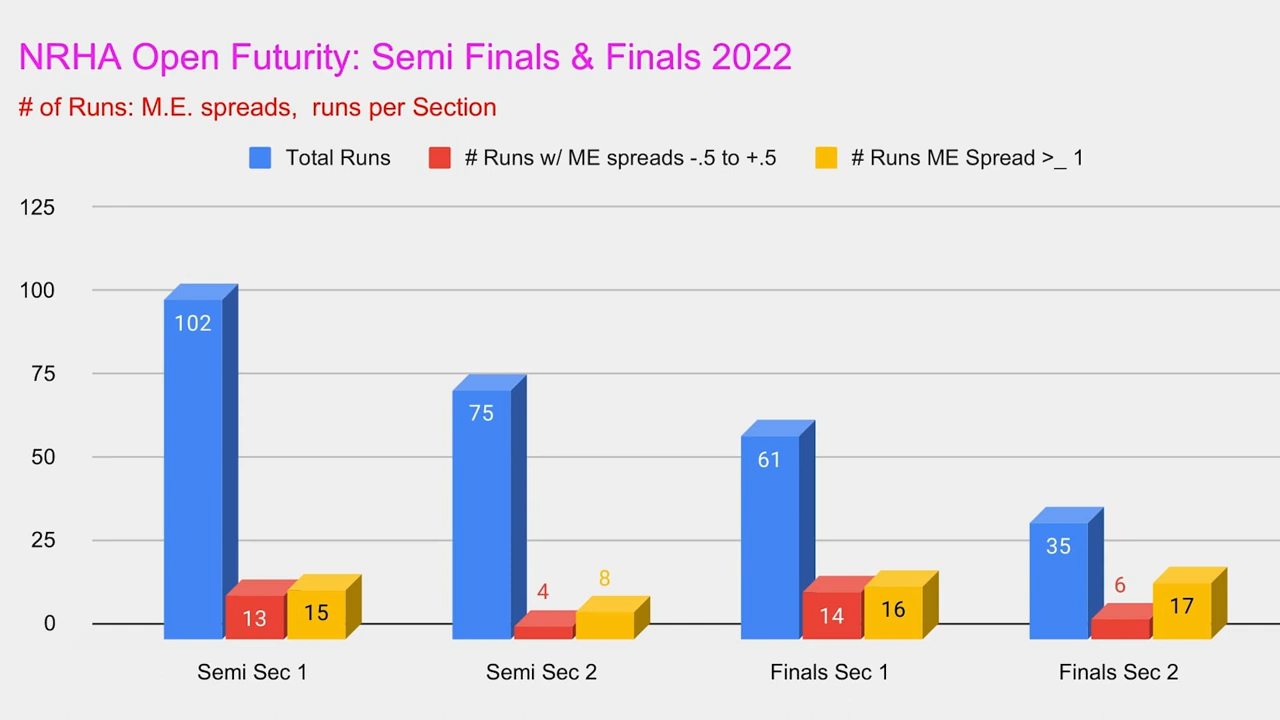 NRHA Open Futurity: Semi Finals & Finals 2022
# of Runs: M.E. spreads,  runs per Section
Total Runs
# Runs w/ ME spreads -.5 to +.5
# Runs ME Spread >_ 1
125
100
75
50
25
0
102
13
15
75
4
8
61
14
16
35
6
17
Semi Sec 1
Semi Sec 2
Finals Sec 1
Finals Sec 2